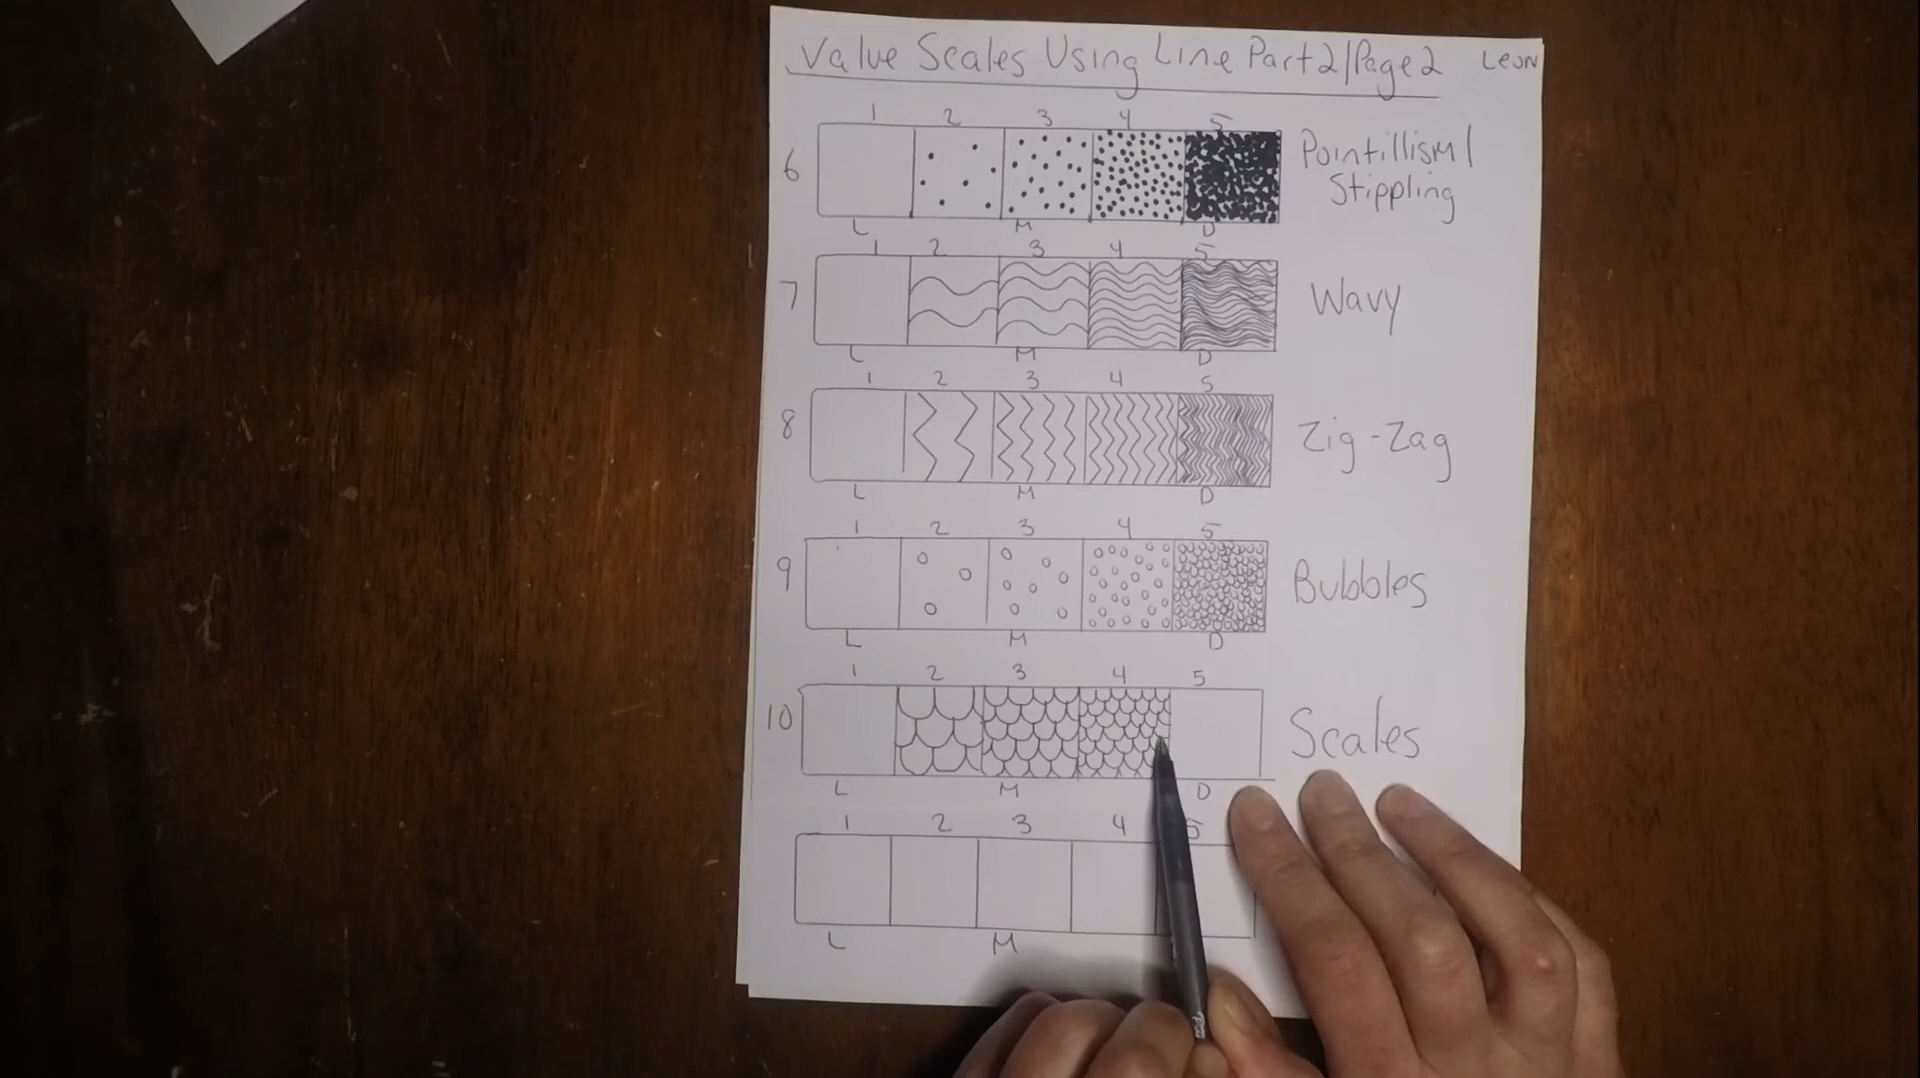 Value Scales Using Line Part 2/Page 2 Leon
1 2 3 4 5
6 Pointillism/
Stippling
L M D
1 2 3 4 5
7 Wavy
L M D
1 2 3 4 5
8 Zig-Zag
L M D
1 2 3 4 5
9 Bubbles
L M D
1 2 3 4 5
10 Scales
L M D
1 2 3 4 5
L M